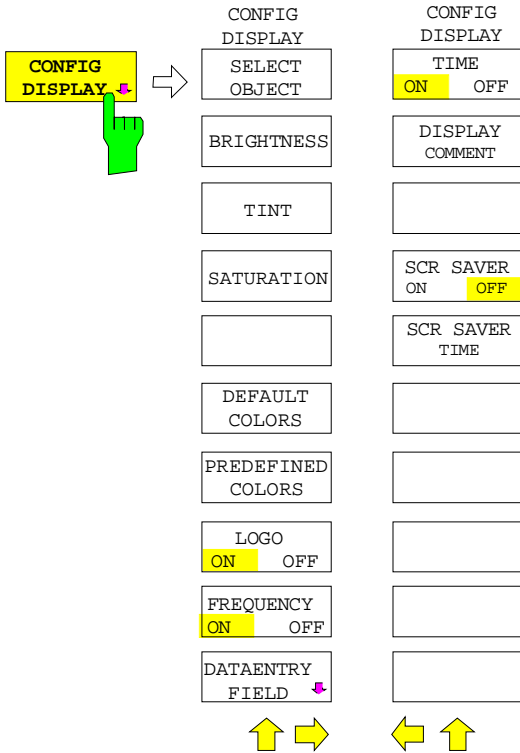 CONFIG
DISPLAY
CONFIG
DISPLAY
SELECT
OBJECT
BRIGHTNESS
TINT
SATURATION
DEFAULT
COLORS
PREDEFINED
COLORS
LOGO
ON OFF
FREQUENCY
ON OFF
DATAENTRY
FIELD
CONFIG
DISPLAY
TIME
ON OFF
DISPLAY
COMMENT
SCR SAVER
ON OFF
SCR SAVER
TIME